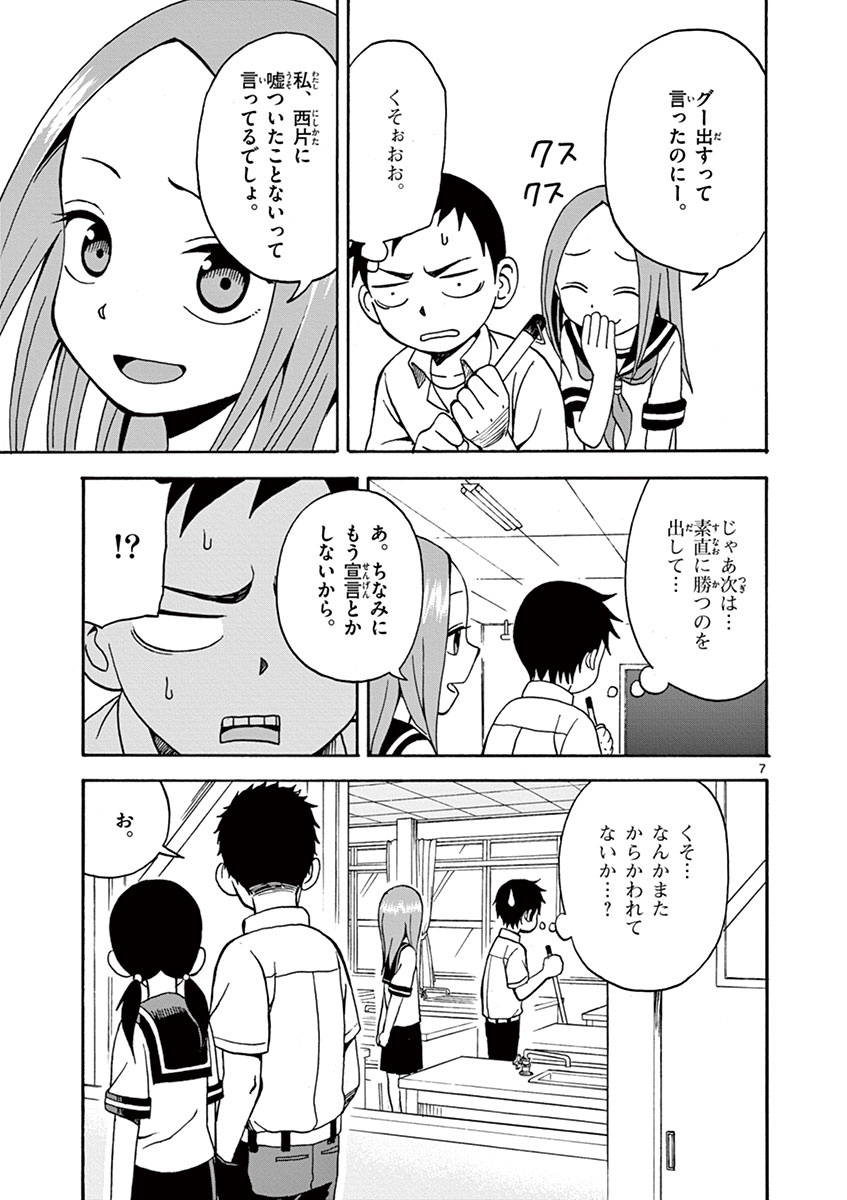 グー出すって
言ったのにー。
クス
クス
くそぉおお。
私、西片に
嘘ついたことないって
言ってるでしょ。
じゃあ次は…
素直に勝つのを
出して…
あ。ちなみに
もう宣言とか
しないから。
!?
7
くそ…
なんかまた
からかわれて
ないか…?
お。